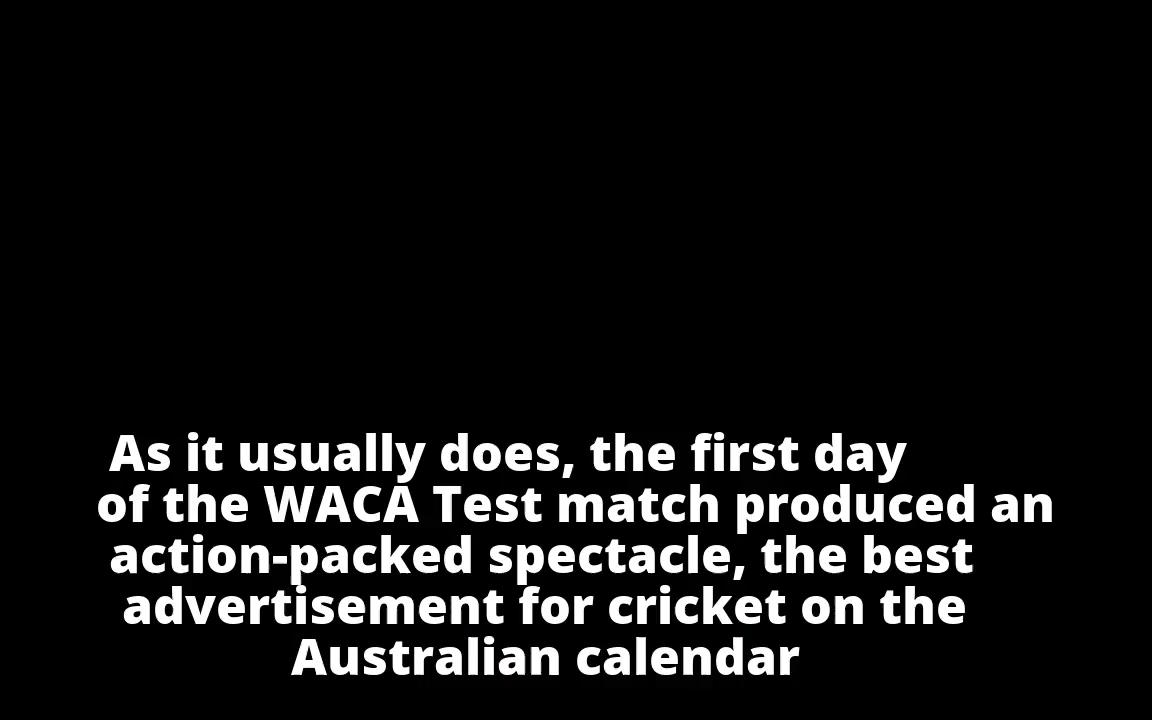 As it usually does, the first day
of the WACA Test match produced an
action-packed spectacle, the best
advertisement for cricket on the
Australian calendar